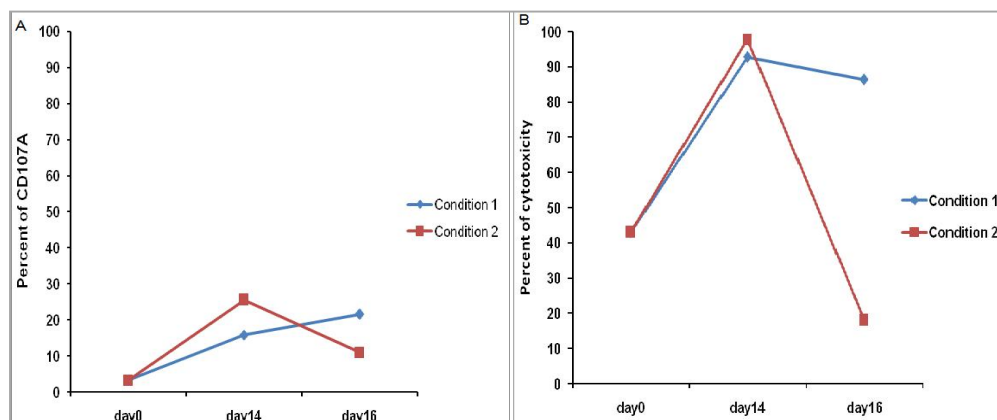 A
Percent of CD107A
100
90
80
70
60
50
40
30
20
10
0
day0 day14 day16
Condition 1
Condition 2
B
Percent of cytotoxicity
100
90
80
70
60
50
40
30
20
10
0
day0 day14 day16
Condition 1
Condition 2